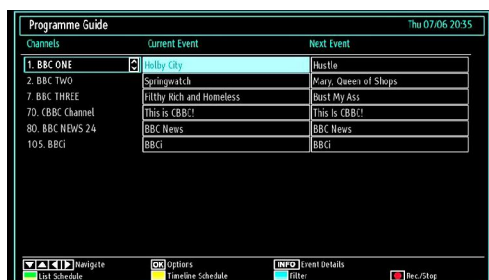 Programme Guide Thu 07/06 20:35
Channels Current Event Next Event
1. BBC ONE Holby City Hustle
2. BBC TWO Springwatch Mary, Queen of Shops
7. BBC THREE Filthy Rich and Homeless Bust My Ass
70. CBBC Channel This is CBBC! This Is CBBC!
80. BBC NEWS 24 BBC News BBC News
105. BBCi BBCi BBCi
Navigate OK Options INFO Event Details
List Schedule Timeline Schedule Filter Rec./Stop